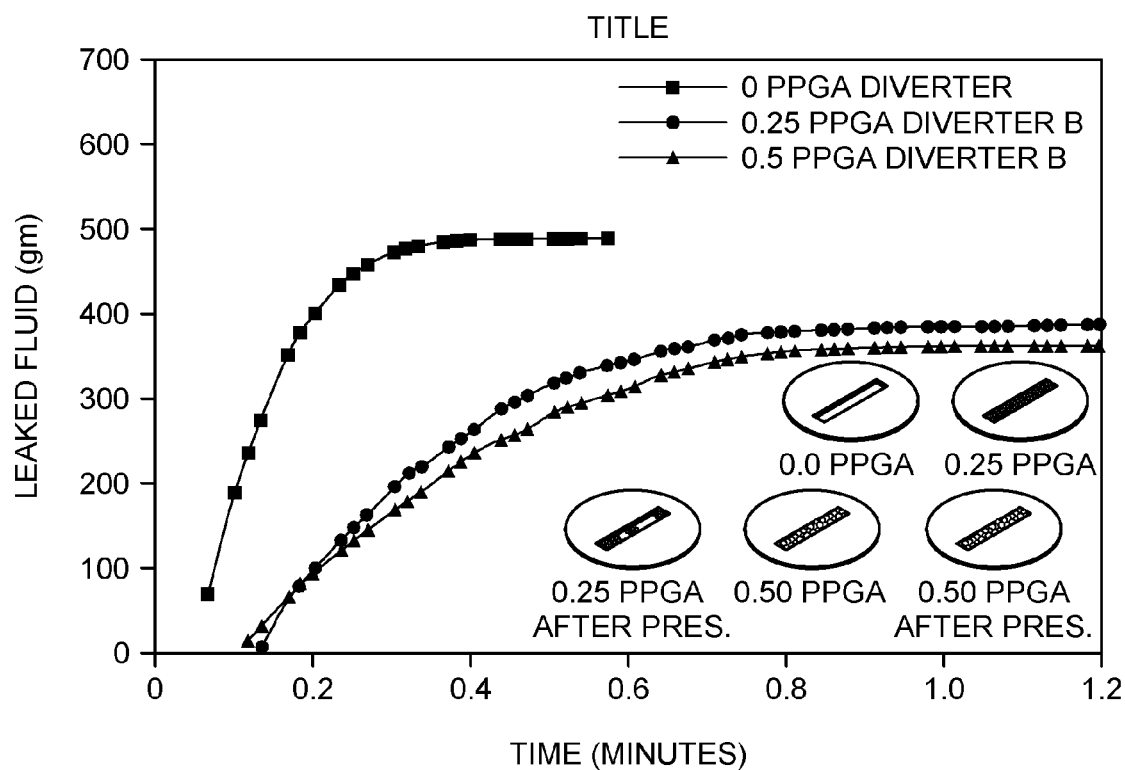 TITLE
700
600
500
400
300
200
100
0
LEAKED FLUID (gm)
0 PPGA DIVERTER
0.25 PPGA DIVERTER B
0.5 PPGA DIVERTER B
0.0 PPGA
0.25 PPGA
0.25 PPGA
AFTER PRES.
0.50 PPGA
0.50 PPGA
AFTER PRES.
0 0.2 0.4 0.6 0.8 1.0 1.2
TIME (MINUTES)